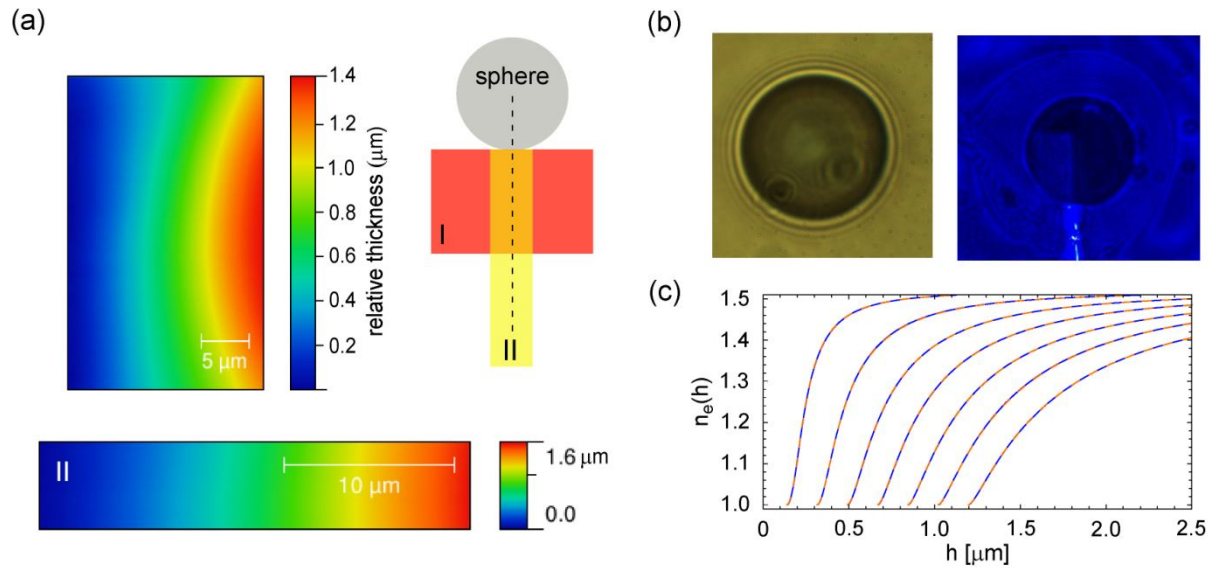 (a)
1.4
1.2
1.0
0.8
0.6
0.4
0.2
relative thickness (μm)
5 μm
sphere
I
II
II
10 μm
1.6 μm
0.0
(b)
(c)
1.5
1.4
1.3
1.2
1.1
1.0
nₑ(h)
0
0.5
1.0
1.5
2.0
2.5
h [μm]